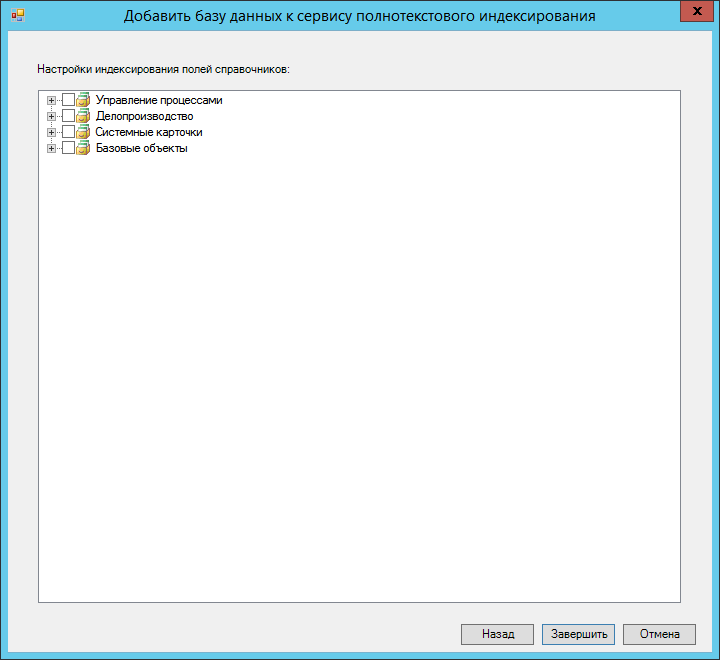 Добавить базу данных к сервису полнотекстового индексирования
Настройки индексирования полей справочников:
Управление процессами
Делопроизводство
Системные карточки
Базовые объекты
Назад
Завершить
Отмена